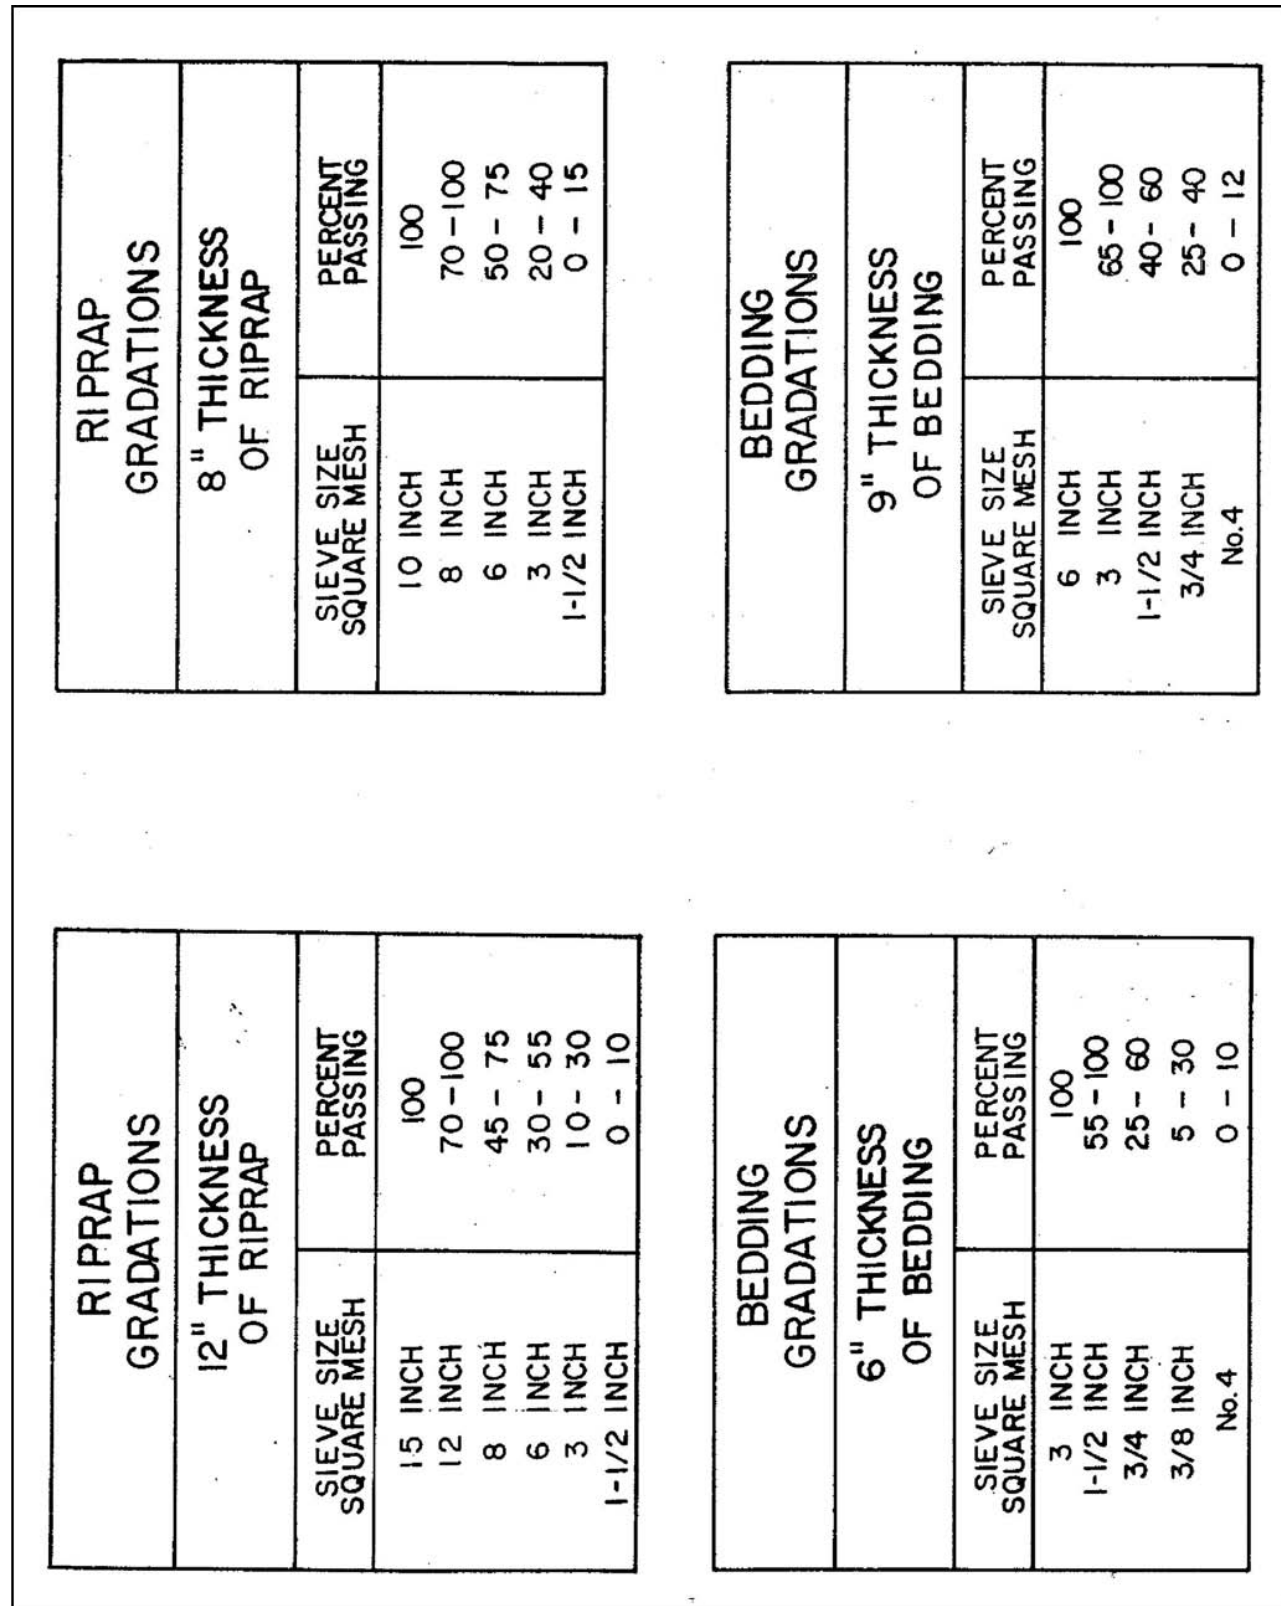 RIPRAP
GRADATIONS
12" THICKNESS
OF RIPRAP
SIEVE SIZE PERCENT
SQUARE MESH PASSING
15 INCH 100
12 INCH 70-100
8 INCH 45- 75
6 INCH 30- 55
3 INCH 10- 30
1-1/2 INCH 0 - 10
RIPRAP
GRADATIONS
8" THICKNESS
OF RIPRAP
SIEVE SIZE PERCENT
SQUARE MESH PASSING
10 INCH 100
8 INCH 70-100
6 INCH 50- 75
3 INCH 20- 40
1-1/2 INCH 0 - 15
BEDDING
GRADATIONS
6" THICKNESS
OF BEDDING
SIEVE SIZE PERCENT
SQUARE MESH PASSING
3 INCH 100
1-1/2 INCH 55-100
3/4 INCH 25- 60
3/8 INCH 5 - 30
No.4 0 - 10
BEDDING
GRADATIONS
9" THICKNESS
OF BEDDING
SIEVE SIZE PERCENT
SQUARE MESH PASSING
6 INCH 100
3 INCH 65-100
1-1/2 INCH 40- 60
3/4 INCH 25- 40
No.4 0 - 12